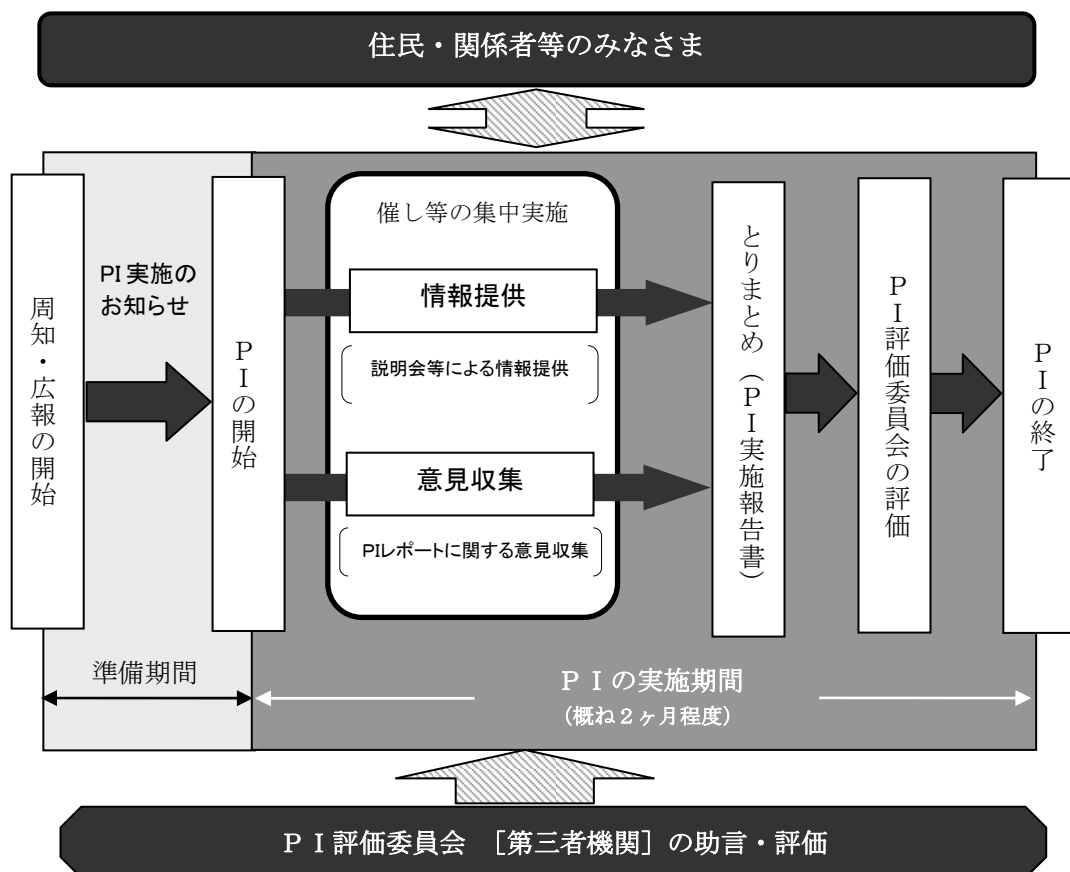 住民・関係者等のみなさま
周知・広報の開始
PI実施の
お知らせ
ＰＩの開始
催し等の集中実施
情報提供
説明会等による情報提供
意見収集
PIレポートに関する意見収集
とりまとめ（ＰＩ実施報告書）
ＰＩ評価委員会の評価
ＰＩの終了
準備期間
ＰＩの実施期間
（概ね２ヶ月程度）
ＰＩ評価委員会　［第三者機関］の助言・評価